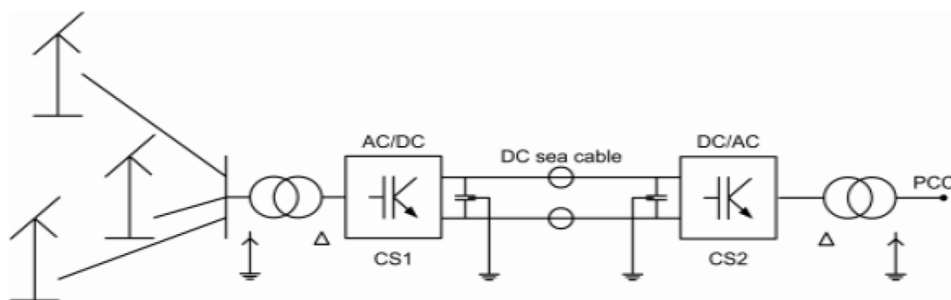 AC/DC
DC sea cable
DC/AC
PCC
CS1
CS2